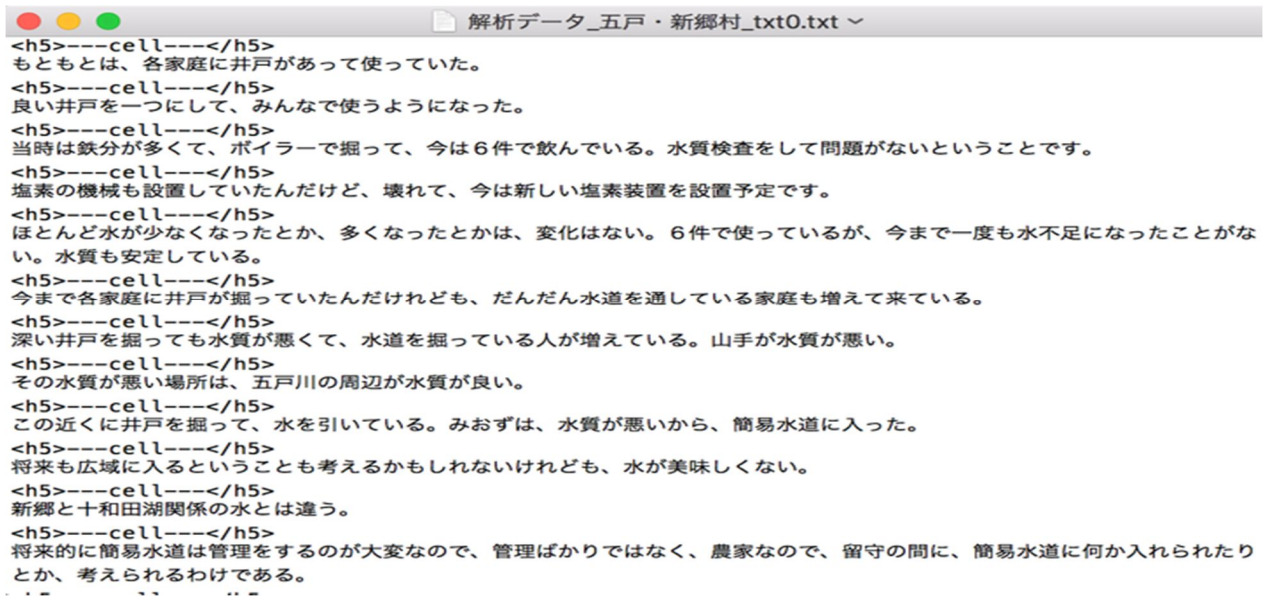 解析データ_五戸・新郷村_txt0.txt
<h5>---cell---</h5>
もともとは、各家庭に井戸があって使っていた。
<h5>---cell---</h5>
良い井戸を一つにして、みんなで使うようになった。
<h5>---cell---</h5>
当時は鉄分が多くて、ボイラーで掘って、今は６件で飲んでいる。水質検査をして問題がないということです。
<h5>---cell---</h5>
塩素の機械も設置していたんだけど、壊れて、今は新しい塩素装置を設置予定です。
<h5>---cell---</h5>
ほとんど水が少なくなったとか、多くなったとかは、変化はない。６件で使っているが、今まで一度も水不足になったことがな
い。水質も安定している。
<h5>---cell---</h5>
今まで各家庭に井戸が掘っていたんだけれども、だんだん水道を通している家庭も増えて来ている。
<h5>---cell---</h5>
深い井戸を掘っても水質が悪くて、水道を掘っている人が増えている。山手が水質が悪い。
<h5>---cell---</h5>
その水質が悪い場所は、五戸川の周辺が水質が良い。
<h5>---cell---</h5>
この近くに井戸を掘って、水を引いている。みおずは、水質が悪いから、簡易水道に入った。
<h5>---cell---</h5>
将来も広域に入るということも考えるかもしれないけれども、水が美味しくない。
<h5>---cell---</h5>
新郷と十和田湖関係の水とは違う。
<h5>---cell---</h5>
将来的に簡易水道は管理をするのが大変なので、管理ばかりではなく、農家なので、留守の間に、簡易水道に何か入れられたり
とか、考えられるわけである。